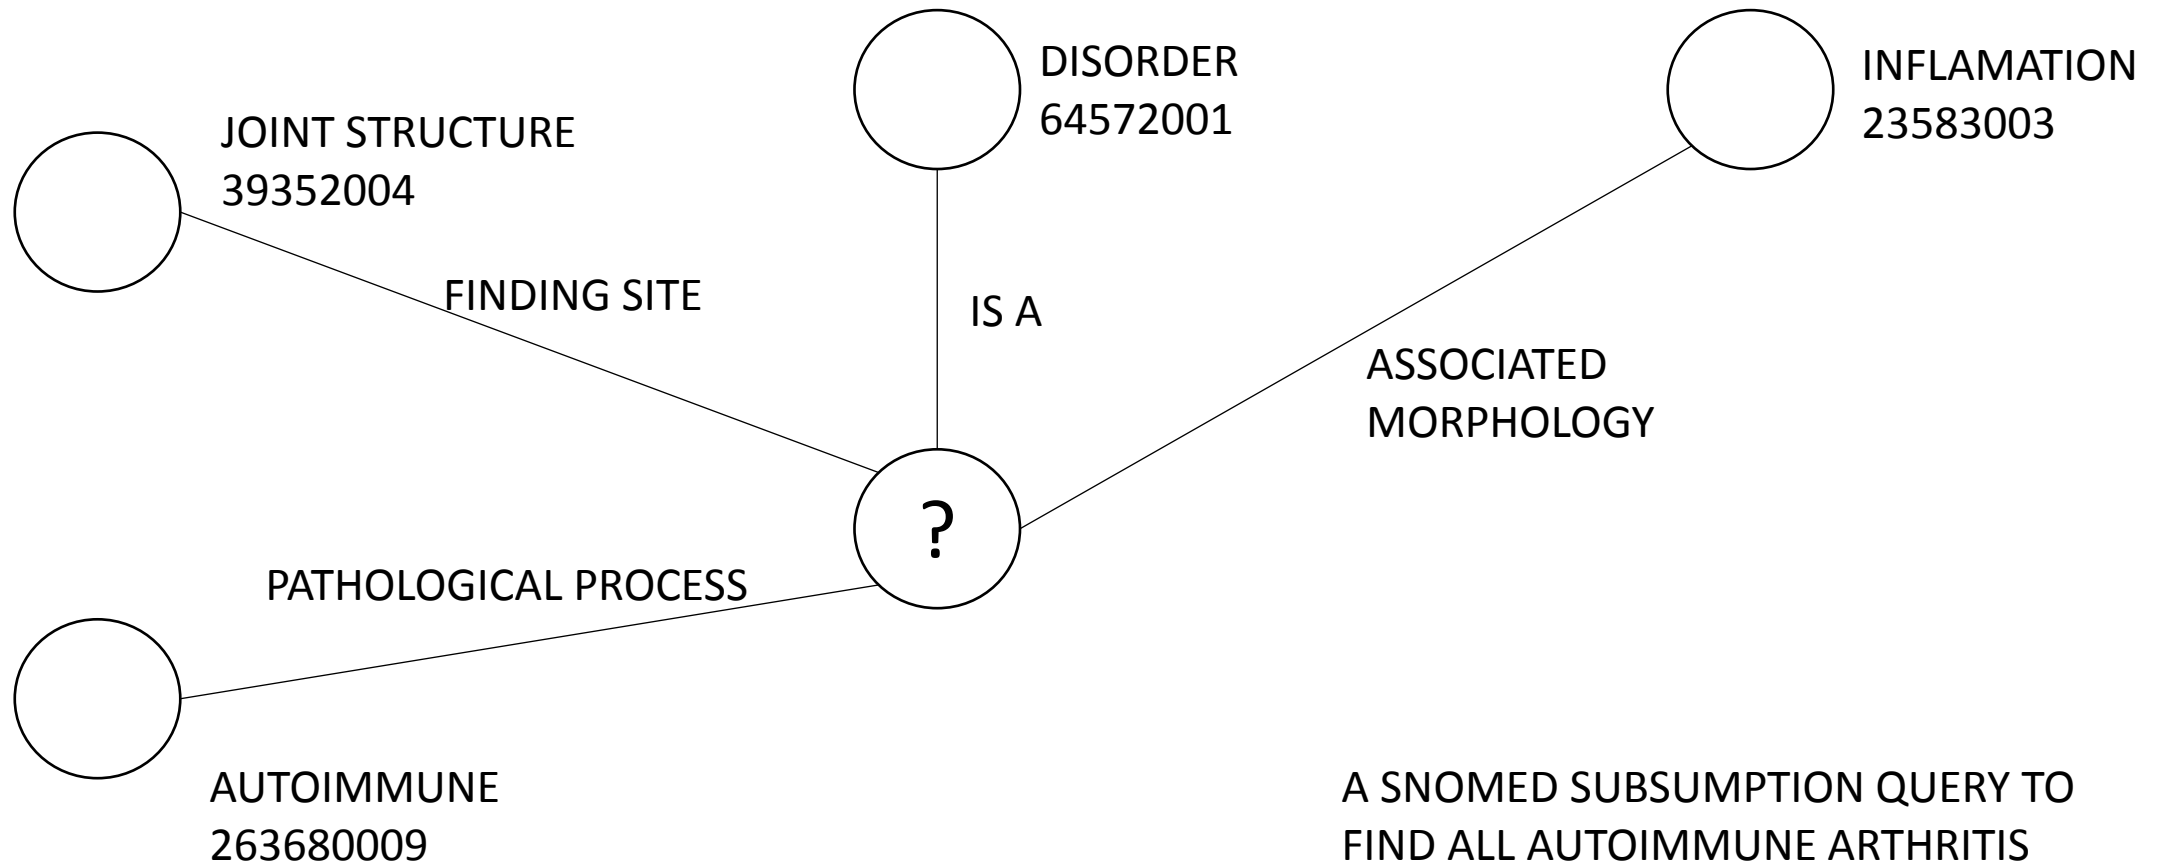 DISORDER
64572001
INFLAMATION
23583003
JOINT STRUCTURE
39352004
FINDING SITE
IS A
ASSOCIATED
MORPHOLOGY
?
PATHOLOGICAL PROCESS
AUTOIMMUNE
263680009
A SNOMED SUBSUMPTION QUERY TO
FIND ALL AUTOIMMUNE ARTHRITIS